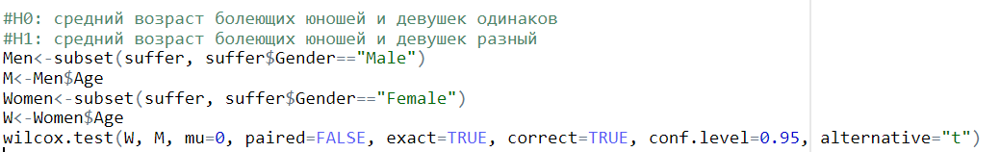 #H0: средний возраст болеющих юношей и девушек одинаков
#H1: средний возраст болеющих юношей и девушек разный
Men<-subset(suffer, suffer$Gender=="Male")
M<-Men$Age
Women<-subset(suffer, suffer$Gender=="Female")
W<-Women$Age
wilcox.test(W, M, mu=0, paired=FALSE, exact=TRUE, correct=TRUE, conf.level=0.95, alternative="t")